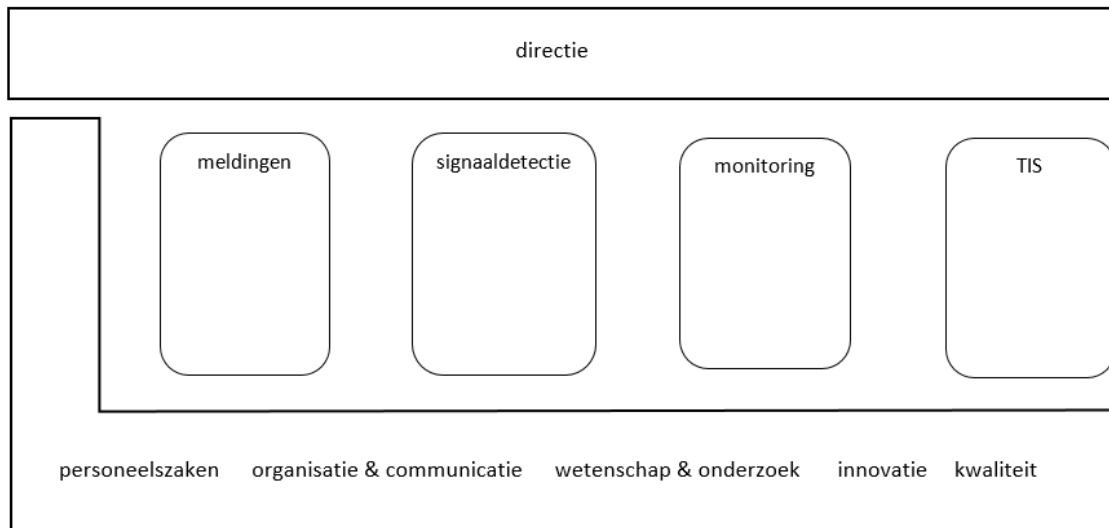 directie
meldingen signaaldetectie monitoring TIS
personeelszaken organisatie & communicatie wetenschap & onderzoek innovatie kwaliteit